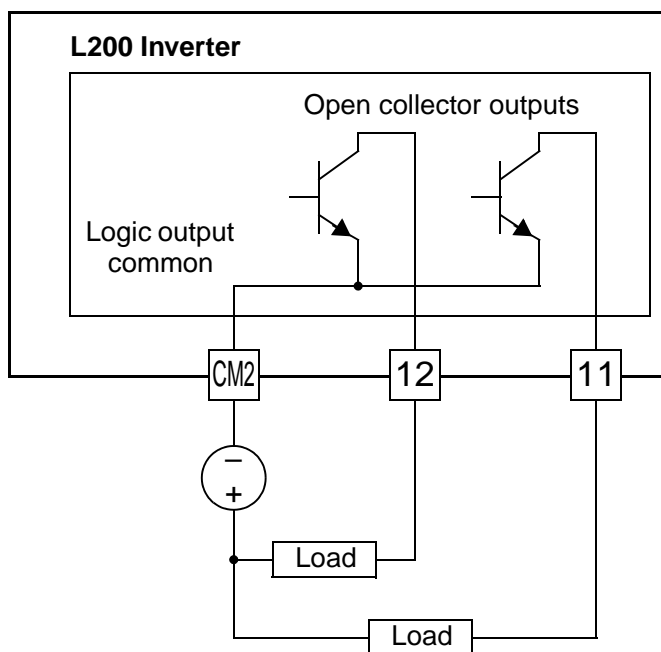 L200 Inverter
Open collector outputs
Logic output
common
CM2
12
11
−
+
Load
Load